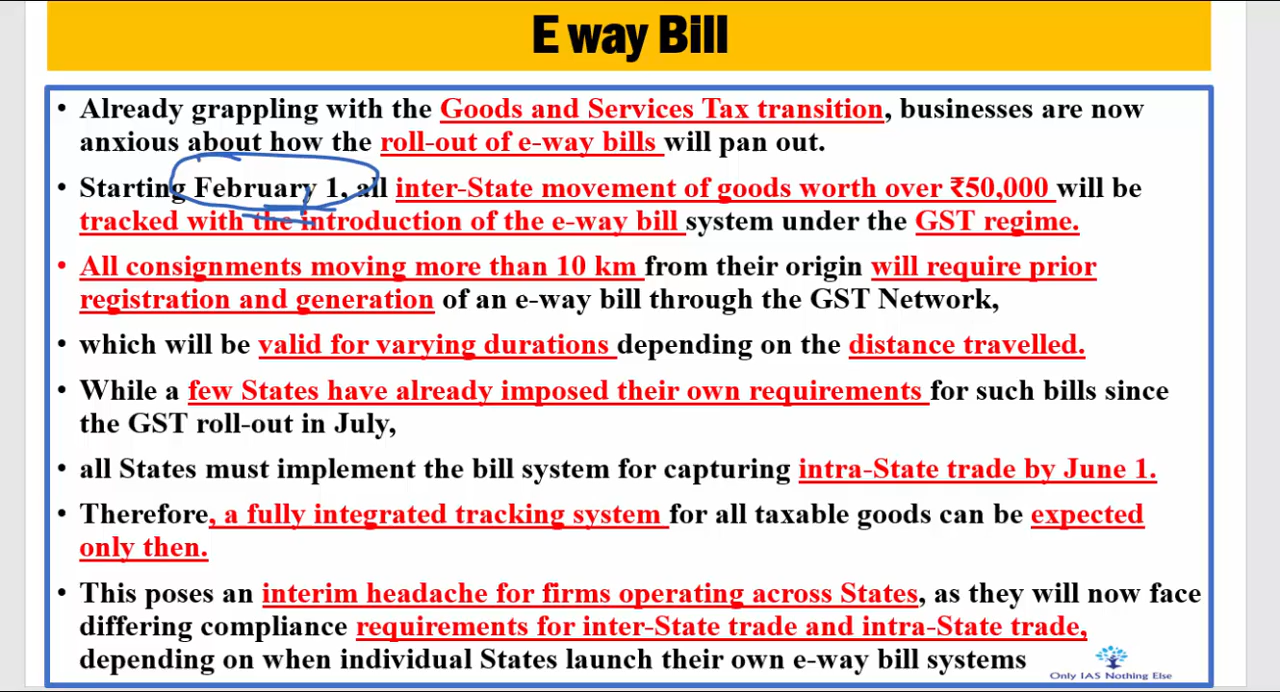 E way Bill
• Already grappling with the Goods and Services Tax transition, businesses are now
anxious about how the roll-out of e-way bills will pan out.
• Starting February 1, all inter-State movement of goods worth over ₹50,000 will be
tracked with the introduction of the e-way bill system under the GST regime.
• All consignments moving more than 10 km from their origin will require prior
registration and generation of an e-way bill through the GST Network,
• which will be valid for varying durations depending on the distance travelled.
• While a few States have already imposed their own requirements for such bills since
the GST roll-out in July,
• all States must implement the bill system for capturing intra-State trade by June 1.
• Therefore, a fully integrated tracking system for all taxable goods can be expected
only then.
• This poses an interim headache for firms operating across States, as they will now face
differing compliance requirements for inter-State trade and intra-State trade,
depending on when individual States launch their own e-way bill systems
Only IAS Nothing Else